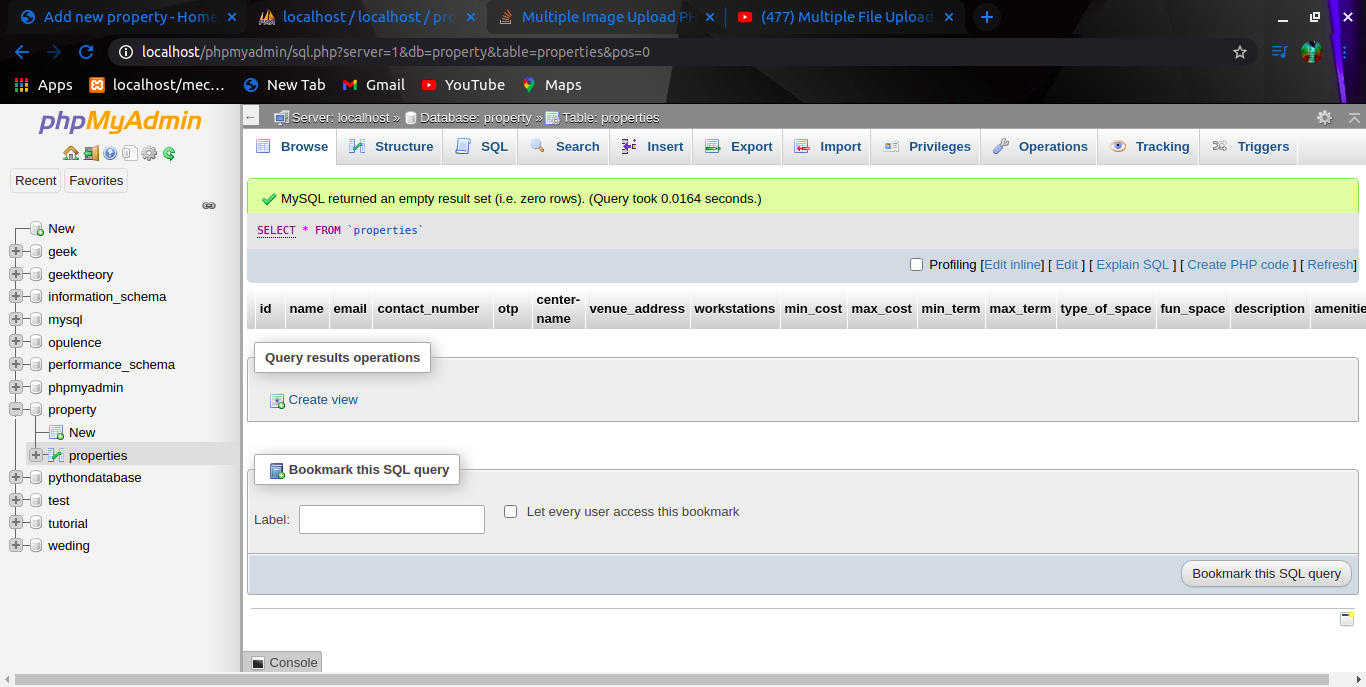 Add new property - Home
localhost / localhost / pro
Multiple Image Upload PH
(477) Multiple File Upload
localhost/phpmyadmin/sql.php?server=1&db=property&table=properties&pos=0
Apps
localhost/mec...
New Tab
Gmail
YouTube
Maps
phpMyAdmin
Recent
Favorites
New
geek
geektheory
information_schema
mysql
opulence
performance_schema
phpmyadmin
property
New
properties
pythondatabase
test
tutorial
weding
Server: localhost » Database: property » Table: properties
Browse
Structure
SQL
Search
Insert
Export
Import
Privileges
Operations
Tracking
Triggers
MySQL returned an empty result set (i.e. zero rows). (Query took 0.0164 seconds.)
SELECT * FROM `properties`
Profiling [Edit inline] [ Edit ] [ Explain SQL ] [ Create PHP code ] [ Refresh]
id
name
email
contact_number
otp
center-
name
venue_address
workstations
min_cost
max_cost
min_term
max_term
type_of_space
fun_space
description
amenitie
Query results operations
Create view
Bookmark this SQL query
Label:
Let every user access this bookmark
Bookmark this SQL query
Console